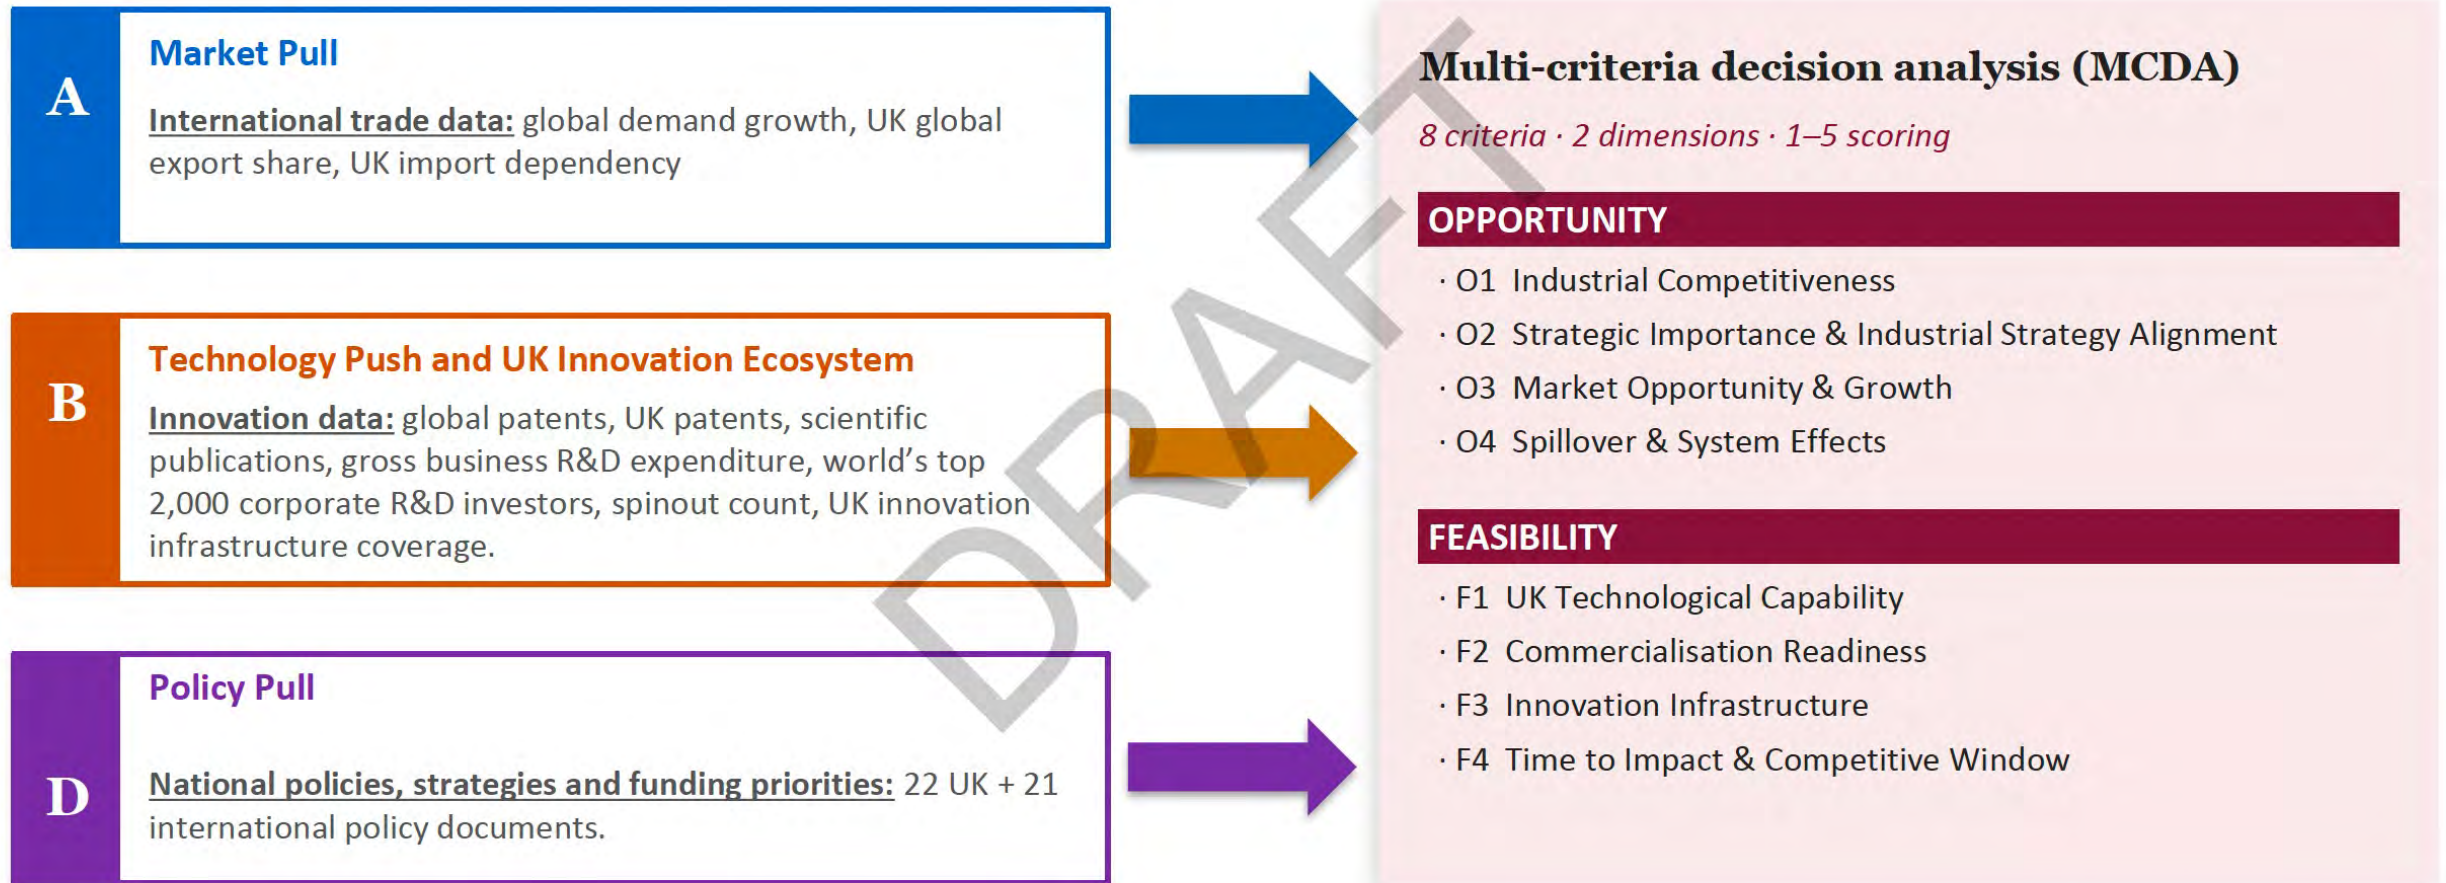 A
Market Pull
International trade data: global demand growth, UK global
export share, UK import dependency
B
Technology Push and UK Innovation Ecosystem
Innovation data: global patents, UK patents, scientific
publications, gross business R&D expenditure, world’s top
2,000 corporate R&D investors, spinout count, UK innovation
infrastructure coverage.
D
Policy Pull
National policies, strategies and funding priorities: 22 UK + 21
international policy documents.
Multi-criteria decision analysis (MCDA)
8 criteria · 2 dimensions · 1–5 scoring
OPPORTUNITY
· O1 Industrial Competitiveness
· O2 Strategic Importance & Industrial Strategy Alignment
· O3 Market Opportunity & Growth
· O4 Spillover & System Effects
FEASIBILITY
· F1 UK Technological Capability
· F2 Commercialisation Readiness
· F3 Innovation Infrastructure
· F4 Time to Impact & Competitive Window
DRAFT